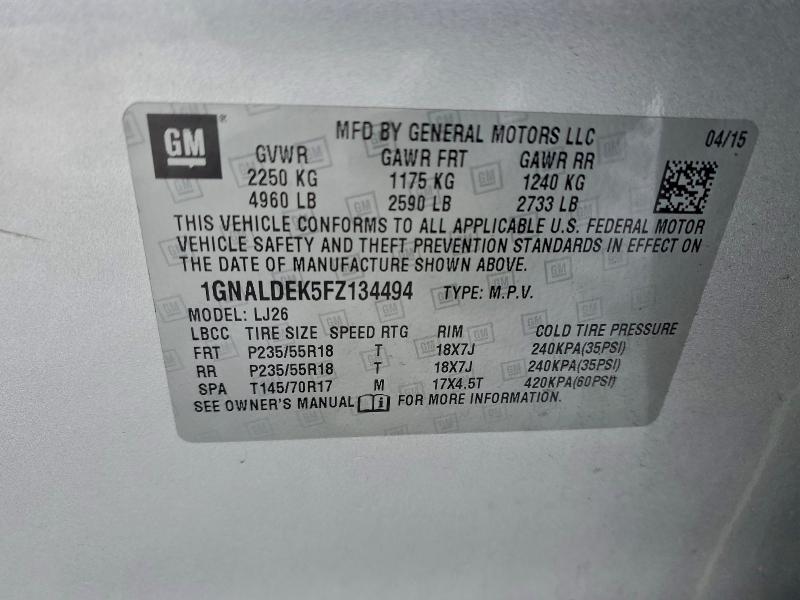 GM ® MFD BY GENERAL MOTORS LLC 04/15
GVWR GAWR FRT GAWR RR
2250 KG 1175 KG 1240 KG
4960 LB 2590 LB 2733 LB
THIS VEHICLE CONFORMS TO ALL APPLICABLE U.S. FEDERAL MOTOR
VEHICLE SAFETY AND THEFT PREVENTION STANDARDS IN EFFECT ON
THE DATE OF MANUFACTURE SHOWN ABOVE.
1GNALDEK5FZ134494 TYPE: M.P.V.
MODEL: LJ26
LBCC TIRE SIZE SPEED RTG RIM COLD TIRE PRESSURE
FRT P235/55R18 T 18X7J 240KPA(35PSI)
RR P235/55R18 T 18X7J 240KPA(35PSI)
SPA T145/70R17 M 17X4.5T 420KPA(60PSI)
SEE OWNER'S MANUAL i FOR MORE INFORMATION.